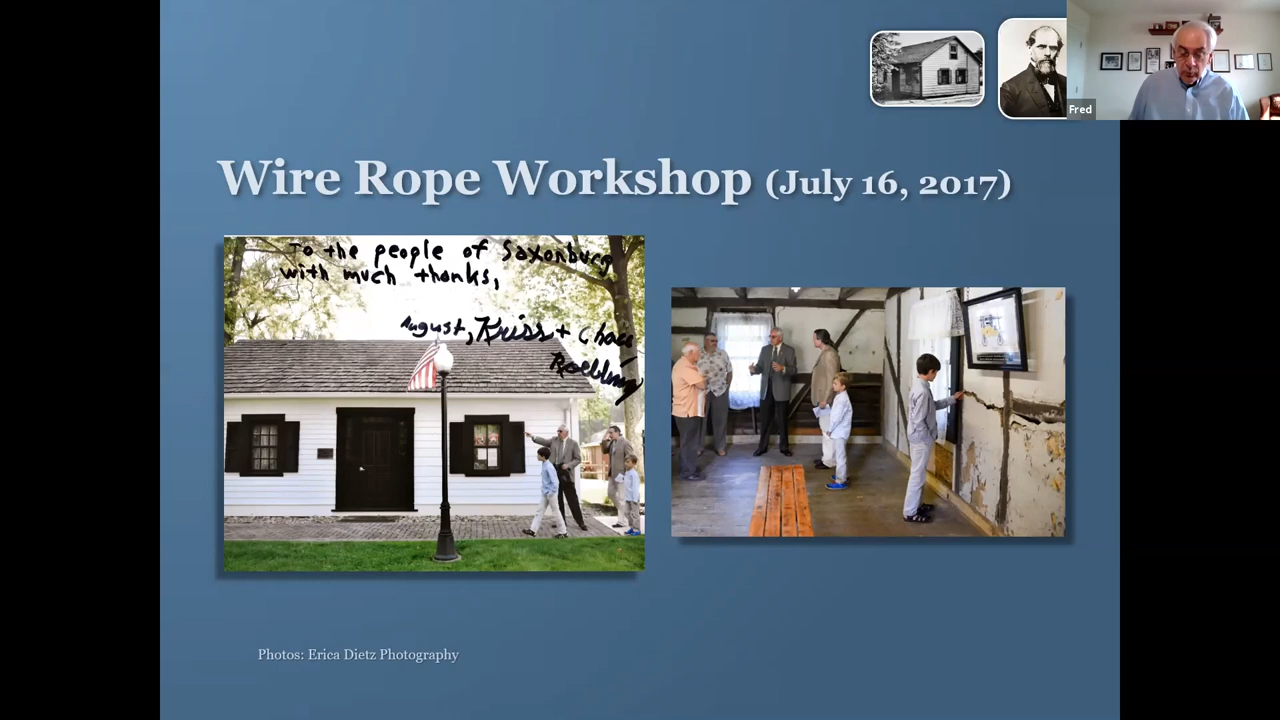 Fred
Wire Rope Workshop (July 16, 2017)
To the people of Saxonburg
with much thanks,
August, Kriss + Chase
Roebling
Photos: Erica Dietz Photography